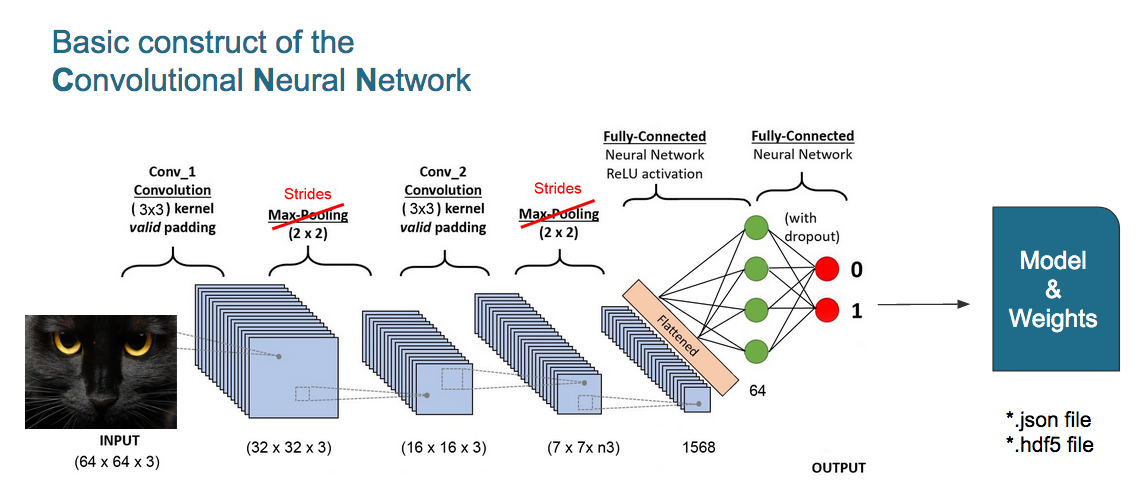 Basic construct of the
Convolutional Neural Network
Conv_1
Convolution
( 3x3 ) kernel
valid padding
Strides
Max-Pooling
(2 x 2)
Conv_2
Convolution
( 3x3 ) kernel
valid padding
Strides
Max-Pooling
(2 x 2)
Fully-Connected
Neural Network
ReLU activation
Fully-Connected
Neural Network
(with
dropout)
0
1
Flattened
64
INPUT
(64 x 64 x 3)
(32 x 32 x 3)
(16 x 16 x 3)
(7 x 7x n3)
1568
OUTPUT
Model
&
Weights
*.json file
*.hdf5 file